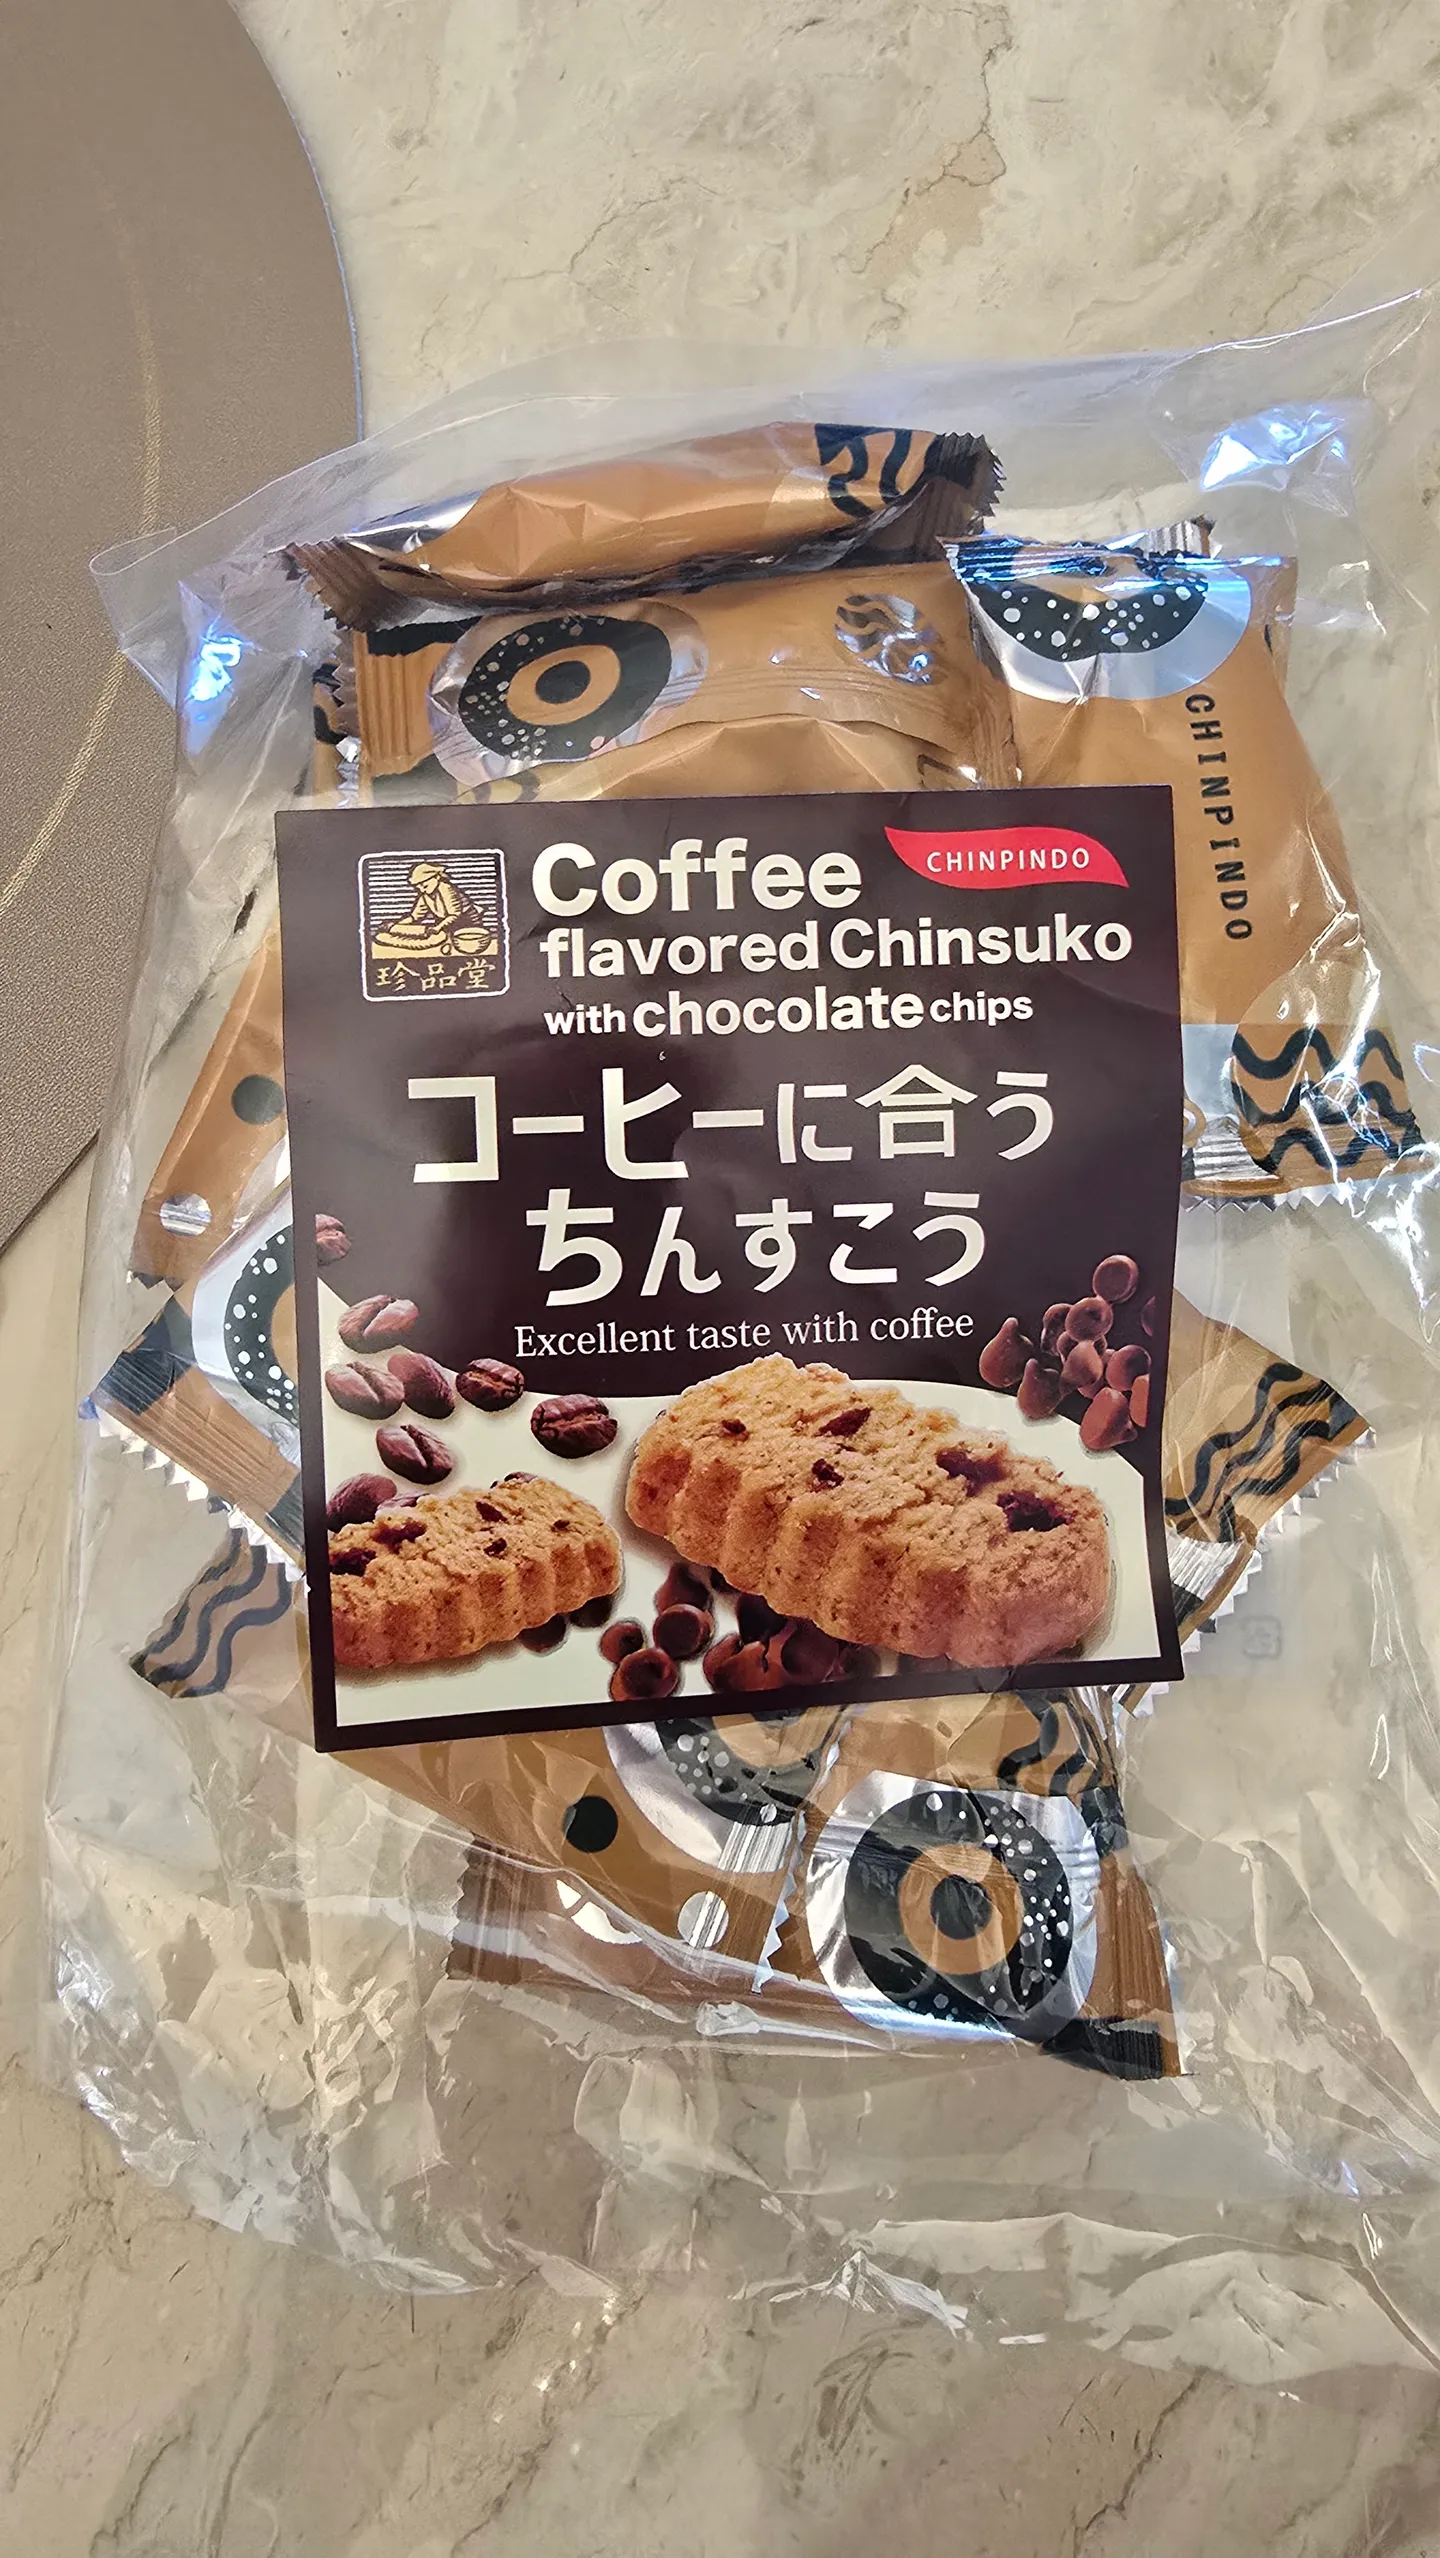 珍品堂
Coffee
CHINPINDO
flavored Chinsuko
with chocolate chips
コーヒーに合う
ちんすこう
Excellent taste with coffee
CHINPINDO